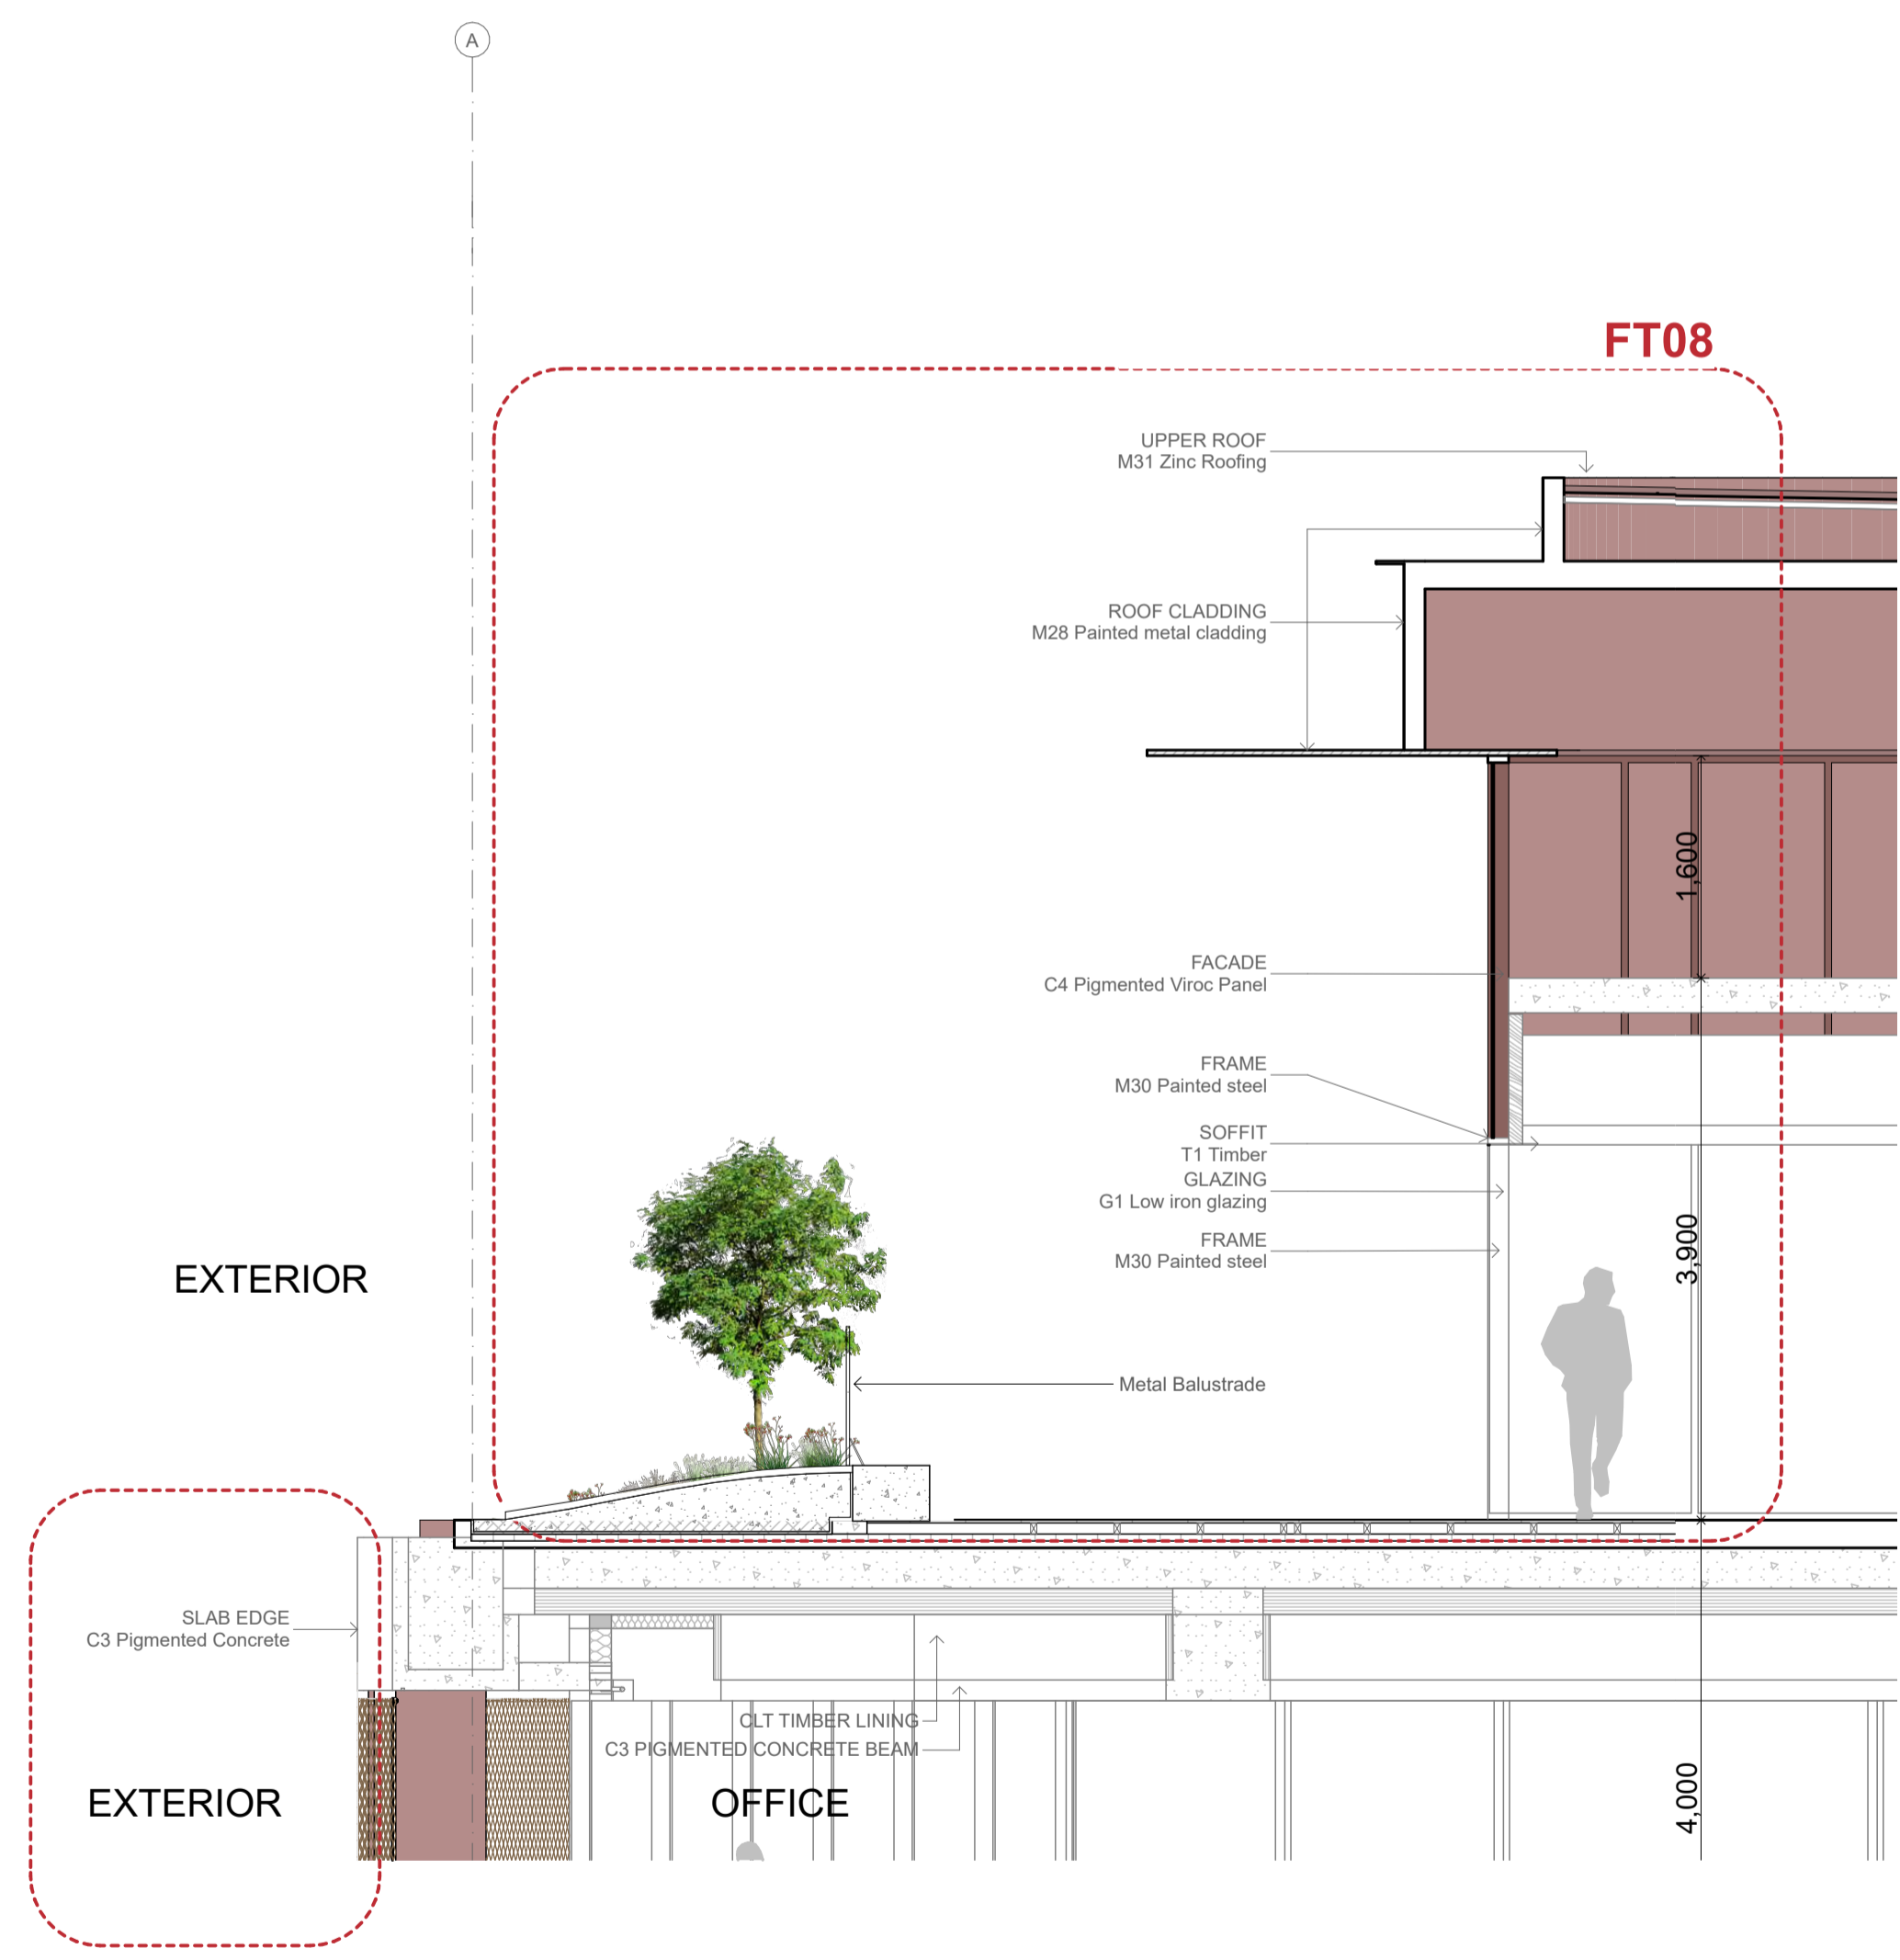 A
FT08
UPPER ROOF
M31 Zinc Roofing
ROOF CLADDING
M28 Painted metal cladding
1,600
FACADE
C4 Pigmented Viroc Panel
FRAME
M30 Painted steel
SOFFIT
T1 Timber
GLAZING
G1 Low iron glazing
FRAME
M30 Painted steel
3,900
EXTERIOR
Metal Balustrade
SLAB EDGE
C3 Pigmented Concrete
CLT TIMBER LINING
C3 PIGMENTED CONCRETE BEAM
EXTERIOR
OFFICE
4,000